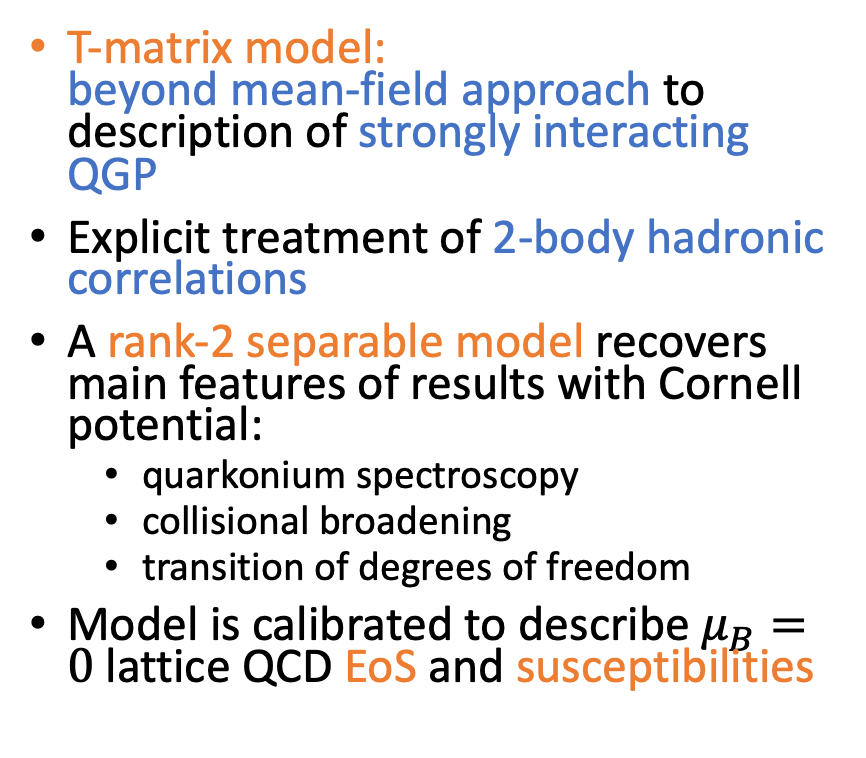 • T-matrix model:
beyond mean-field approach to
description of strongly interacting
QGP
• Explicit treatment of 2-body hadronic
correlations
• A rank-2 separable model recovers
main features of results with Cornell
potential:
• quarkonium spectroscopy
• collisional broadening
• transition of degrees of freedom
• Model is calibrated to describe 𝜇_B =
0 lattice QCD EoS and susceptibilities